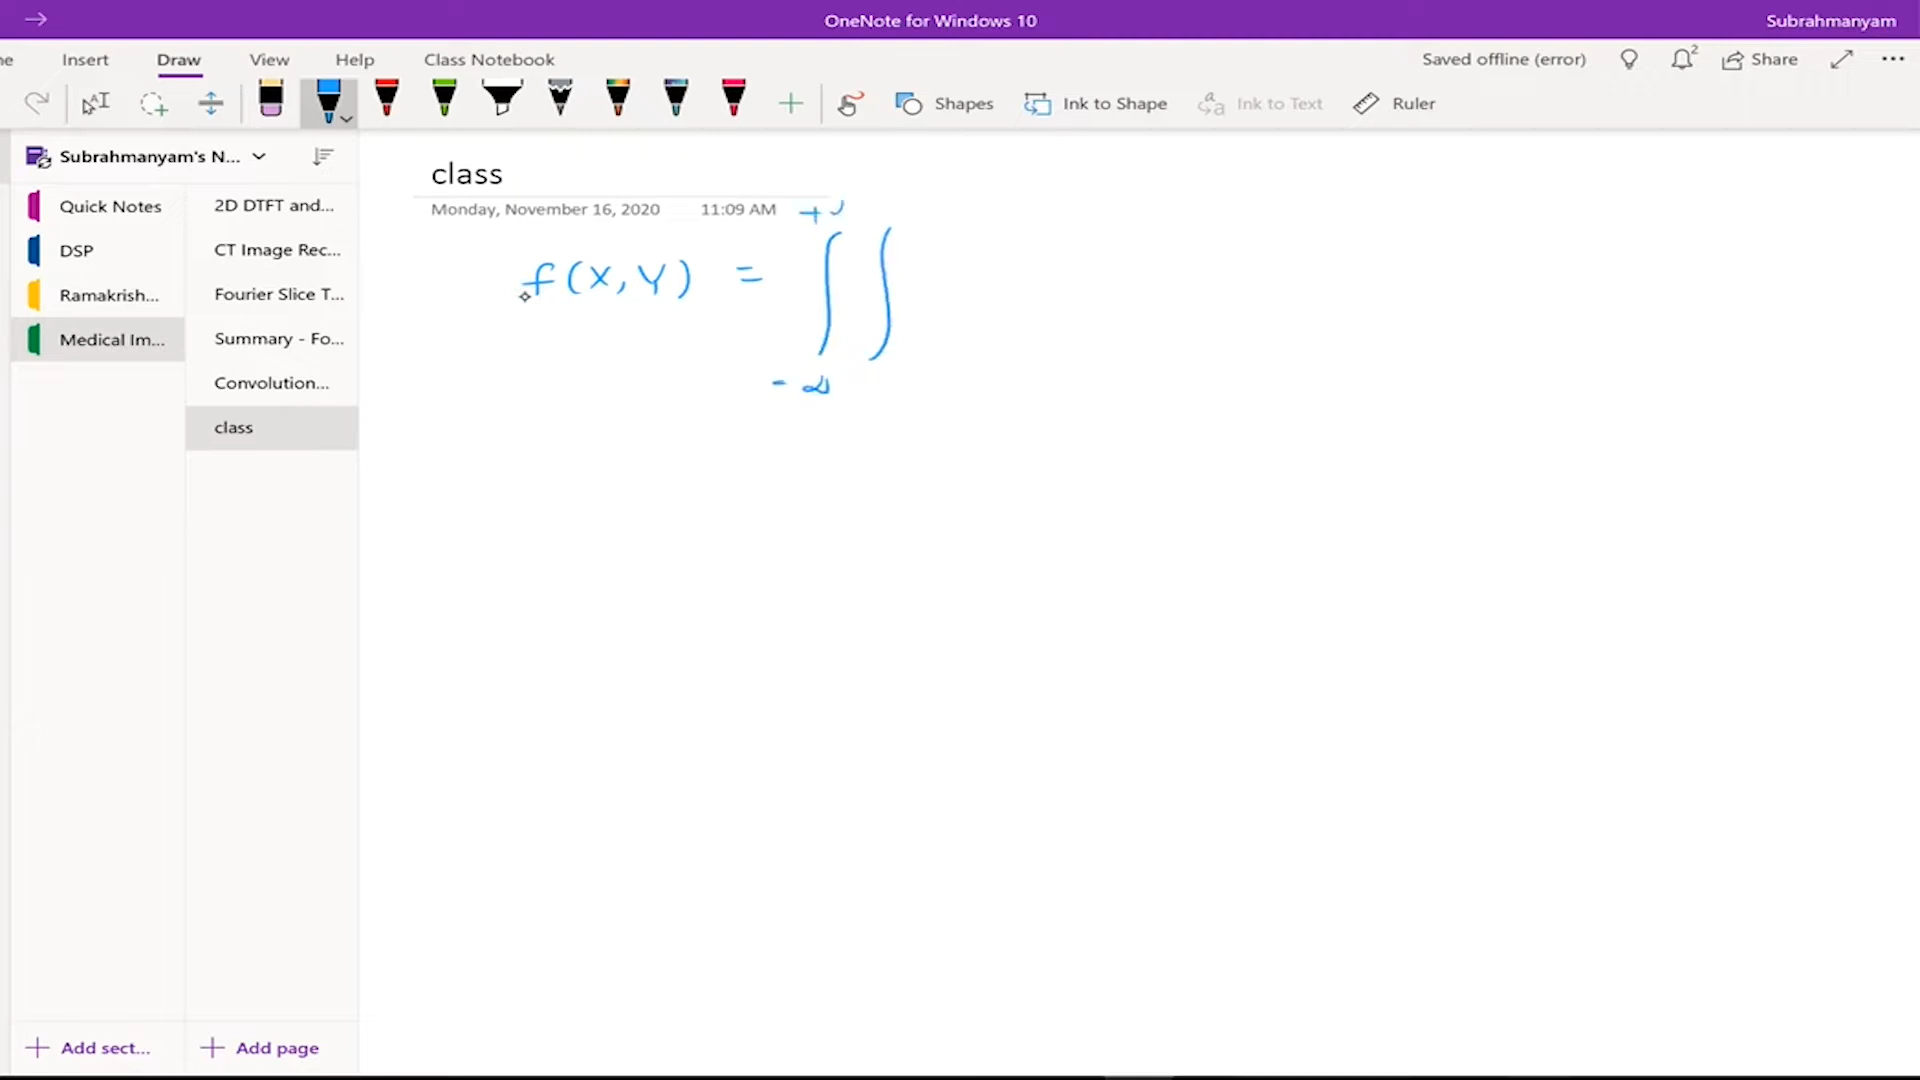 OneNote for Windows 10 Subrahmanyam
Insert Draw View Help Class Notebook Saved offline (error) 2 Share
Shapes Ink to Shape Ink to Text Ruler
Subrahmanyam's N...
Quick Notes
DSP
Ramakrish...
Medical Im...
2D DTFT and...
CT Image Rec...
Fourier Slice T...
Summary - Fo...
Convolution...
class
class
Monday, November 16, 2020 11:09 AM
+
f(x,y) = ∫ ∫
-∞
Add sect... Add page